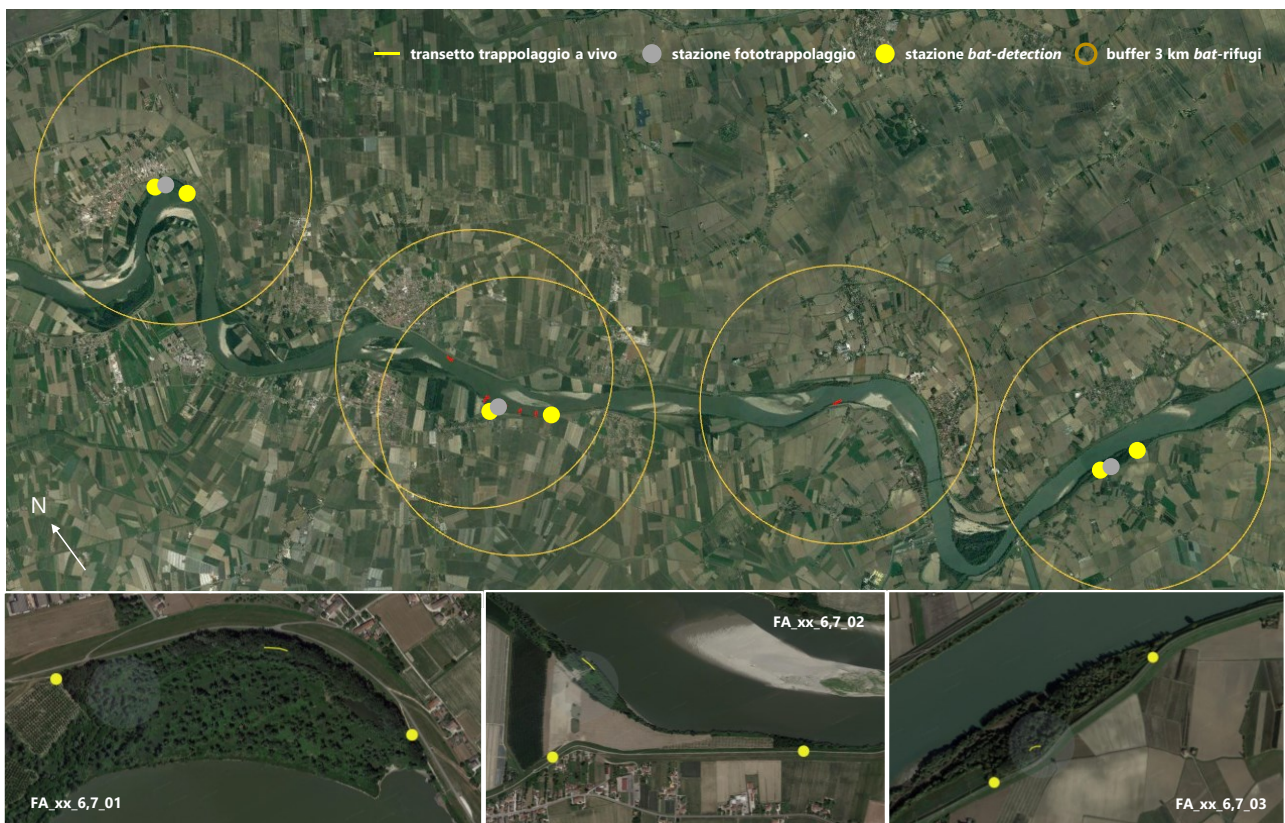 transetto trappolaggio a vivo stazione fototrappolaggio stazione bat-detection buffer 3 km bat-rifugi
N
FA_xx_6,7_01
FA_xx_6,7_02
FA_xx_6,7_03